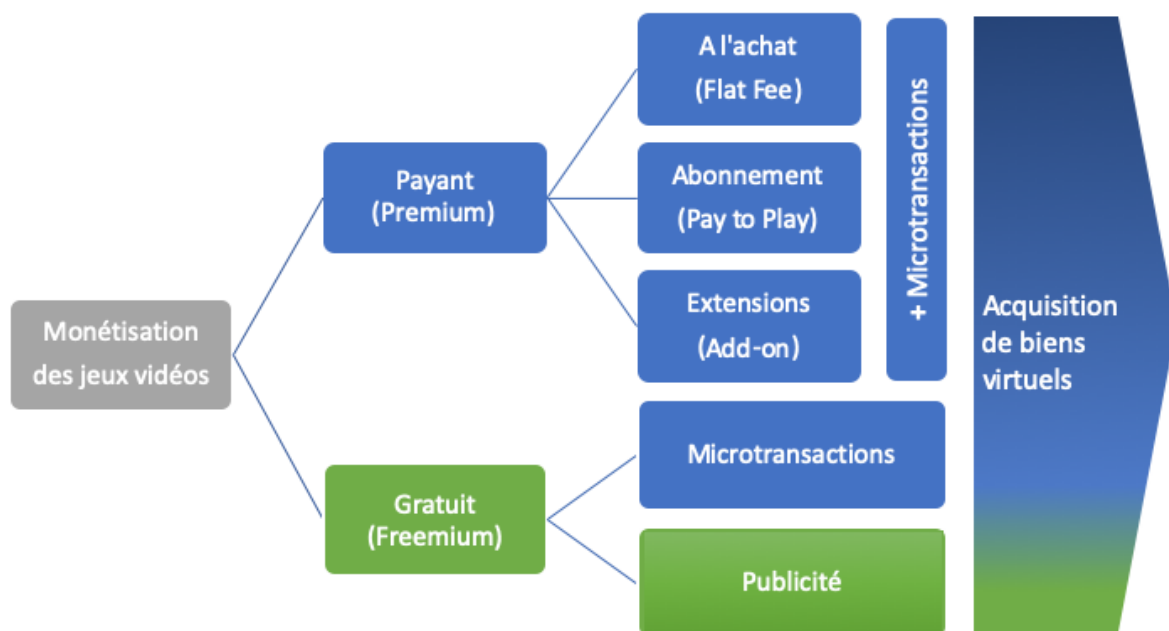 Monétisation
des jeux vidéos
Payant
(Premium)
Gratuit
(Freemium)
A l'achat
(Flat Fee)
Abonnement
(Pay to Play)
Extensions
(Add-on)
+ Microtransactions
Microtransactions
Publicité
Acquisition
de biens
virtuels